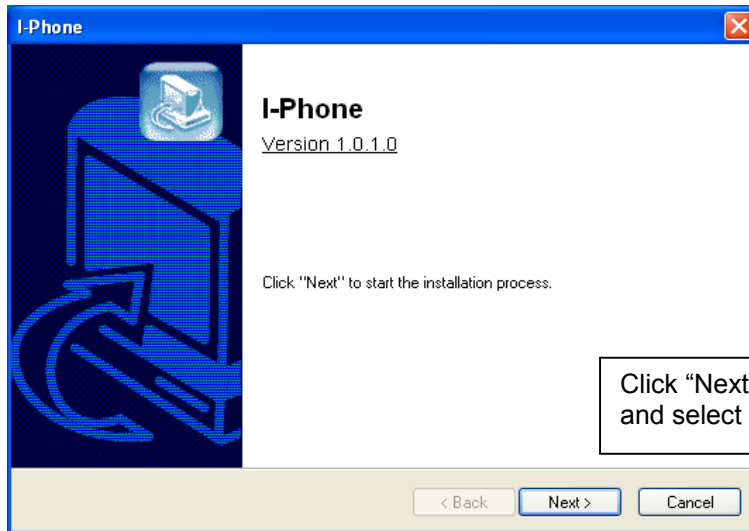 I-Phone
I-Phone
Version 1.0.1.0
Click "Next" to start the installation process.
Click “Next
and select
< Back Next > Cancel